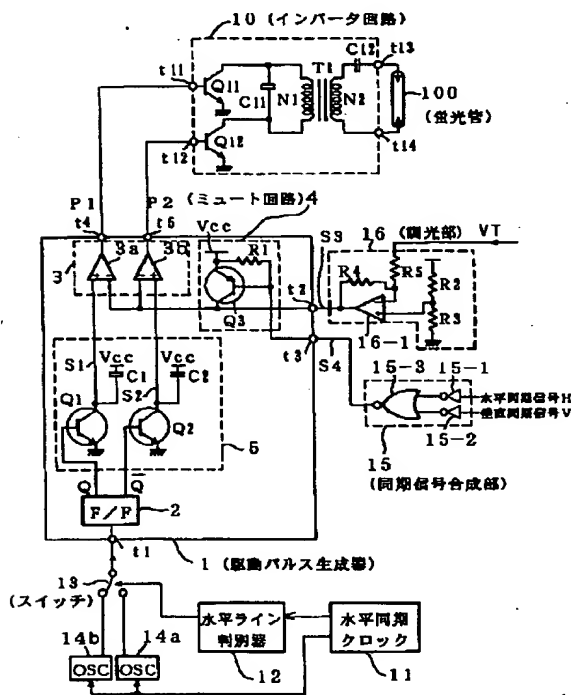 10 (インバータ回路)
C12
t13
t11
Q11
C11
N1
T1
N2
100
(蛍光管)
Q12
t12
t14
P1
P2
(ミュート回路)4
t4
t5
Vcc
R1
3a
3b
3
Q3
S3
t2
t3
S4
16 (調光部)
VT
R4
R5
R2
R3
16-1
S1
Vcc
C1
S2
Vcc
C2
Q1
Q2
5
15-3
15-1
水平同期信号H
垂直同期信号V
15-2
15
(同期信号合成部)
Q
Q̄
F/F
2
t1
1 (駆動パルス生成器)
13
(スイッチ)
14b
14a
OSC
OSC
水平ライン
判別器
12
水平同期
クロック
11